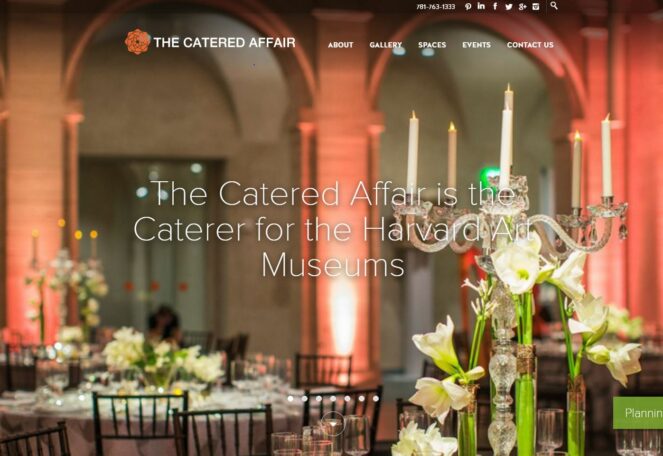 781-763-1333
THE CATERED AFFAIR
ABOUT GALLERY SPACES EVENTS CONTACT US
The Catered Affair is the
Caterer for the Harvard Art
Museums
Plannin